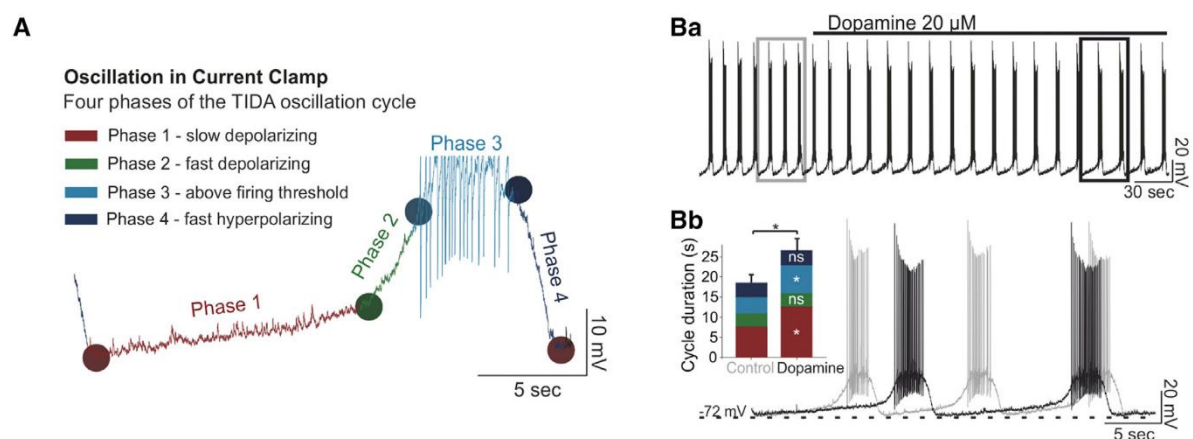 A
Oscillation in Current Clamp
Four phases of the TIDA oscillation cycle
Phase 1 - slow depolarizing
Phase 2 - fast depolarizing
Phase 3 - above firing threshold
Phase 4 - fast hyperpolarizing
Phase 1
Phase 2
Phase 3
Phase 4
10 mV
5 sec
Ba
Dopamine 20 µM
20 mV
30 sec
Bb
Cycle duration (s)
25
20
15
10
5
0
*
ns
*
ns
*
Control
Dopamine
-72 mV
20 mV
5 sec